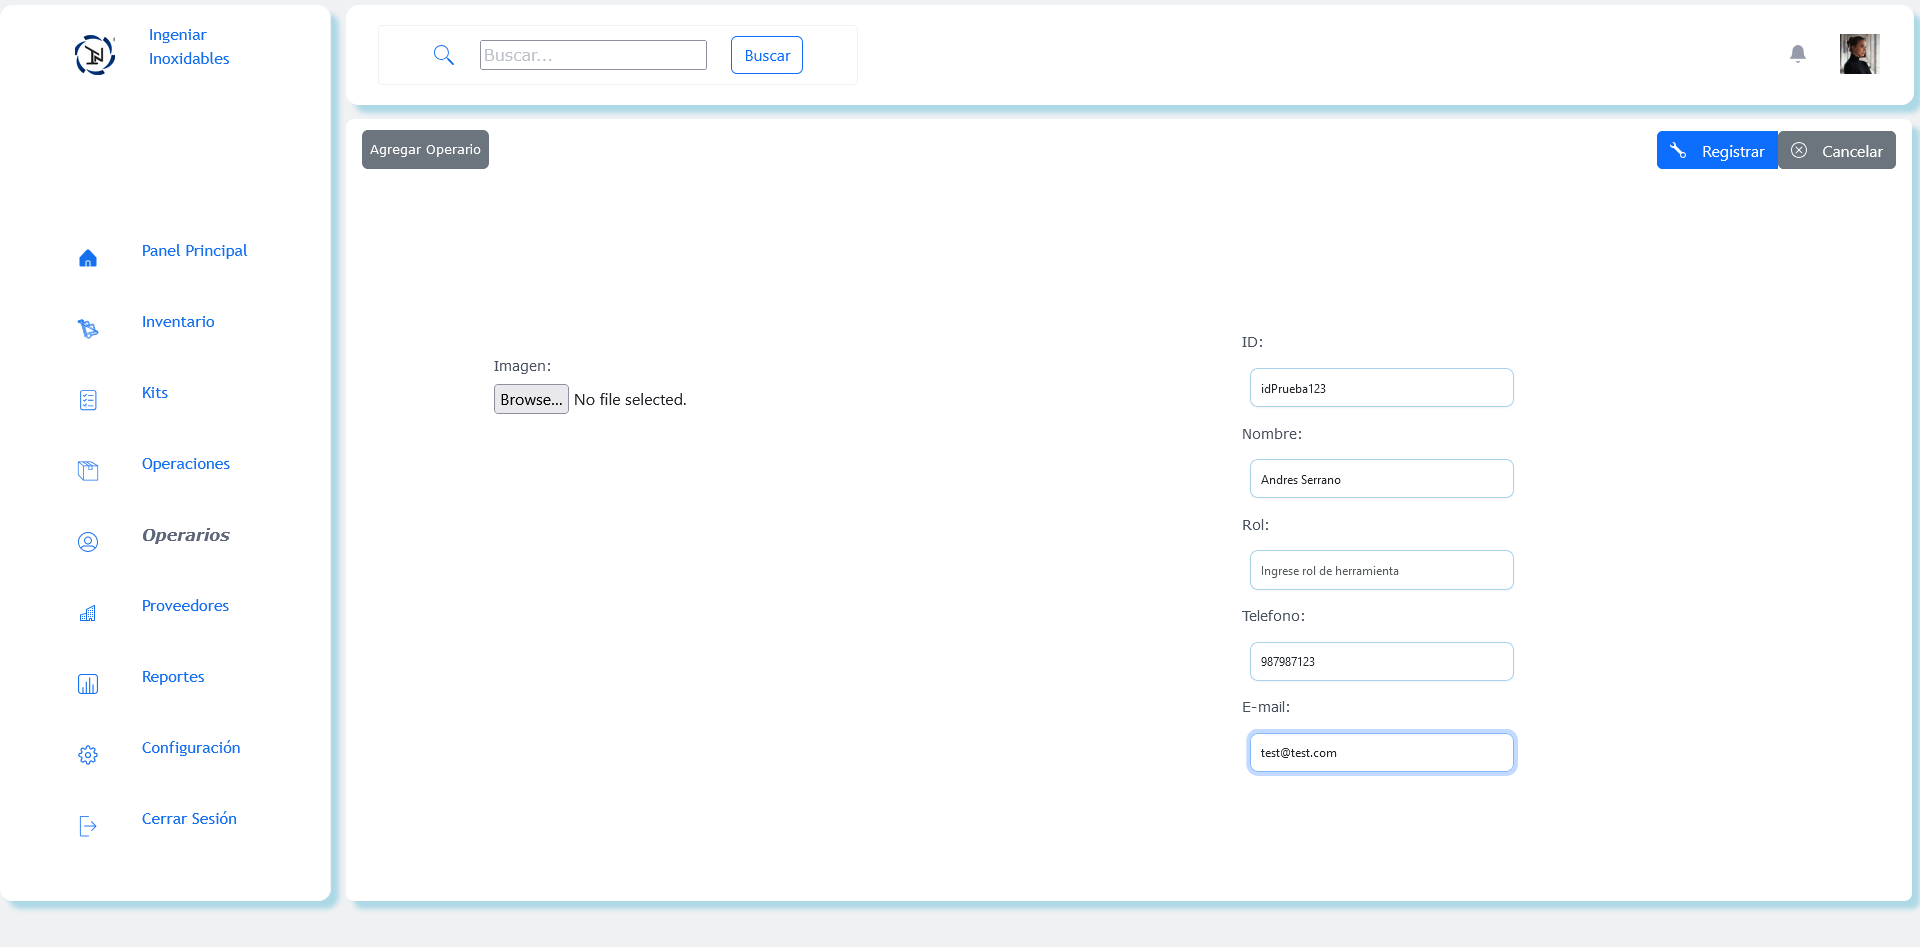 Ingeniar
Inoxidables
Buscar...
Buscar
Agregar Operario
Registrar
Cancelar
Panel Principal
Inventario
Kits
Operaciones
Operarios
Proveedores
Reportes
Configuración
Cerrar Sesión
Imagen:
Browse... No file selected.
ID:
idPrueba123
Nombre:
Andres Serrano
Rol:
Ingrese rol de herramienta
Telefono:
987987123
E-mail:
test@test.com